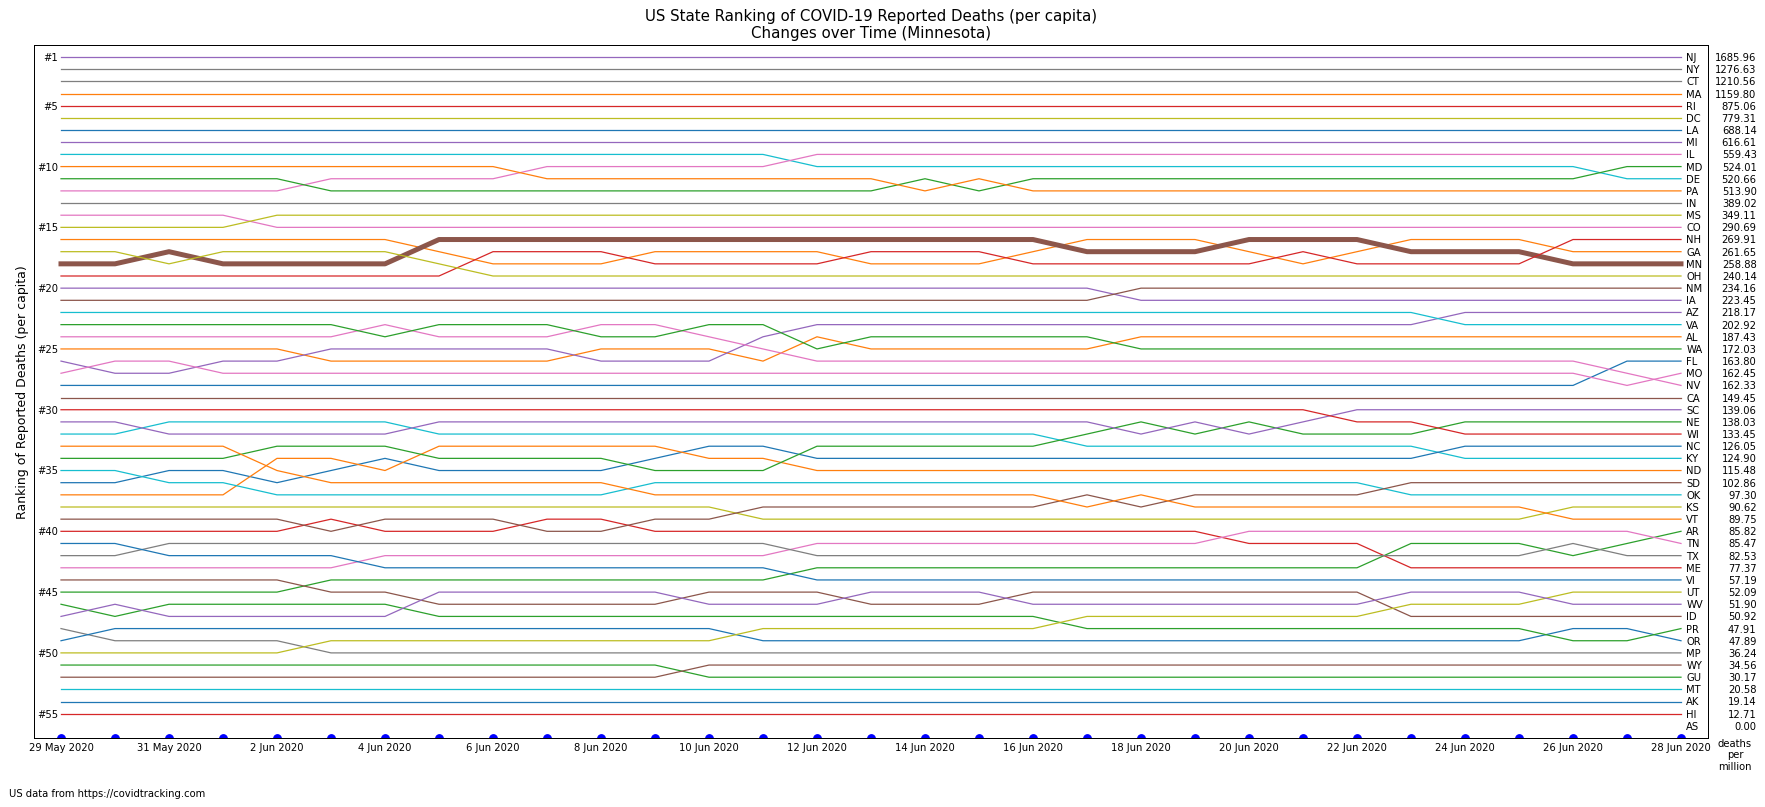 US State Ranking of COVID-19 Reported Deaths (per capita)
Changes over Time (Minnesota)
Ranking of Reported Deaths (per capita)
#1 NJ 1685.96
NY 1276.63
CT 1210.56
MA 1159.80
#5 RI 875.06
DC 779.31
LA 688.14
MI 616.61
IL 559.43
#10 MD 524.01
DE 520.66
PA 513.90
IN 389.02
MS 349.11
#15 CO 290.69
NH 269.91
GA 261.65
MN 258.88
OH 240.14
#20 NM 234.16
IA 223.45
AZ 218.17
VA 202.92
AL 187.43
#25 WA 172.03
FL 163.80
MO 162.45
NV 162.33
CA 149.45
#30 SC 139.06
NE 138.03
WI 133.45
NC 126.05
KY 124.90
#35 ND 115.48
SD 102.86
OK 97.30
KS 90.62
VT 89.75
#40 AR 85.82
TN 85.47
TX 82.53
ME 77.37
VI 57.19
#45 UT 52.09
WV 51.90
ID 50.92
PR 47.91
OR 47.89
#50 MP 36.24
WY 34.56
GU 30.17
MT 20.58
AK 19.14
#55 HI 12.71
AS 0.00
29 May 2020 31 May 2020 2 Jun 2020 4 Jun 2020 6 Jun 2020 8 Jun 2020 10 Jun 2020 12 Jun 2020 14 Jun 2020 16 Jun 2020 18 Jun 2020 20 Jun 2020 22 Jun 2020 24 Jun 2020 26 Jun 2020 28 Jun 2020
deaths
per
million
US data from https://covidtracking.com